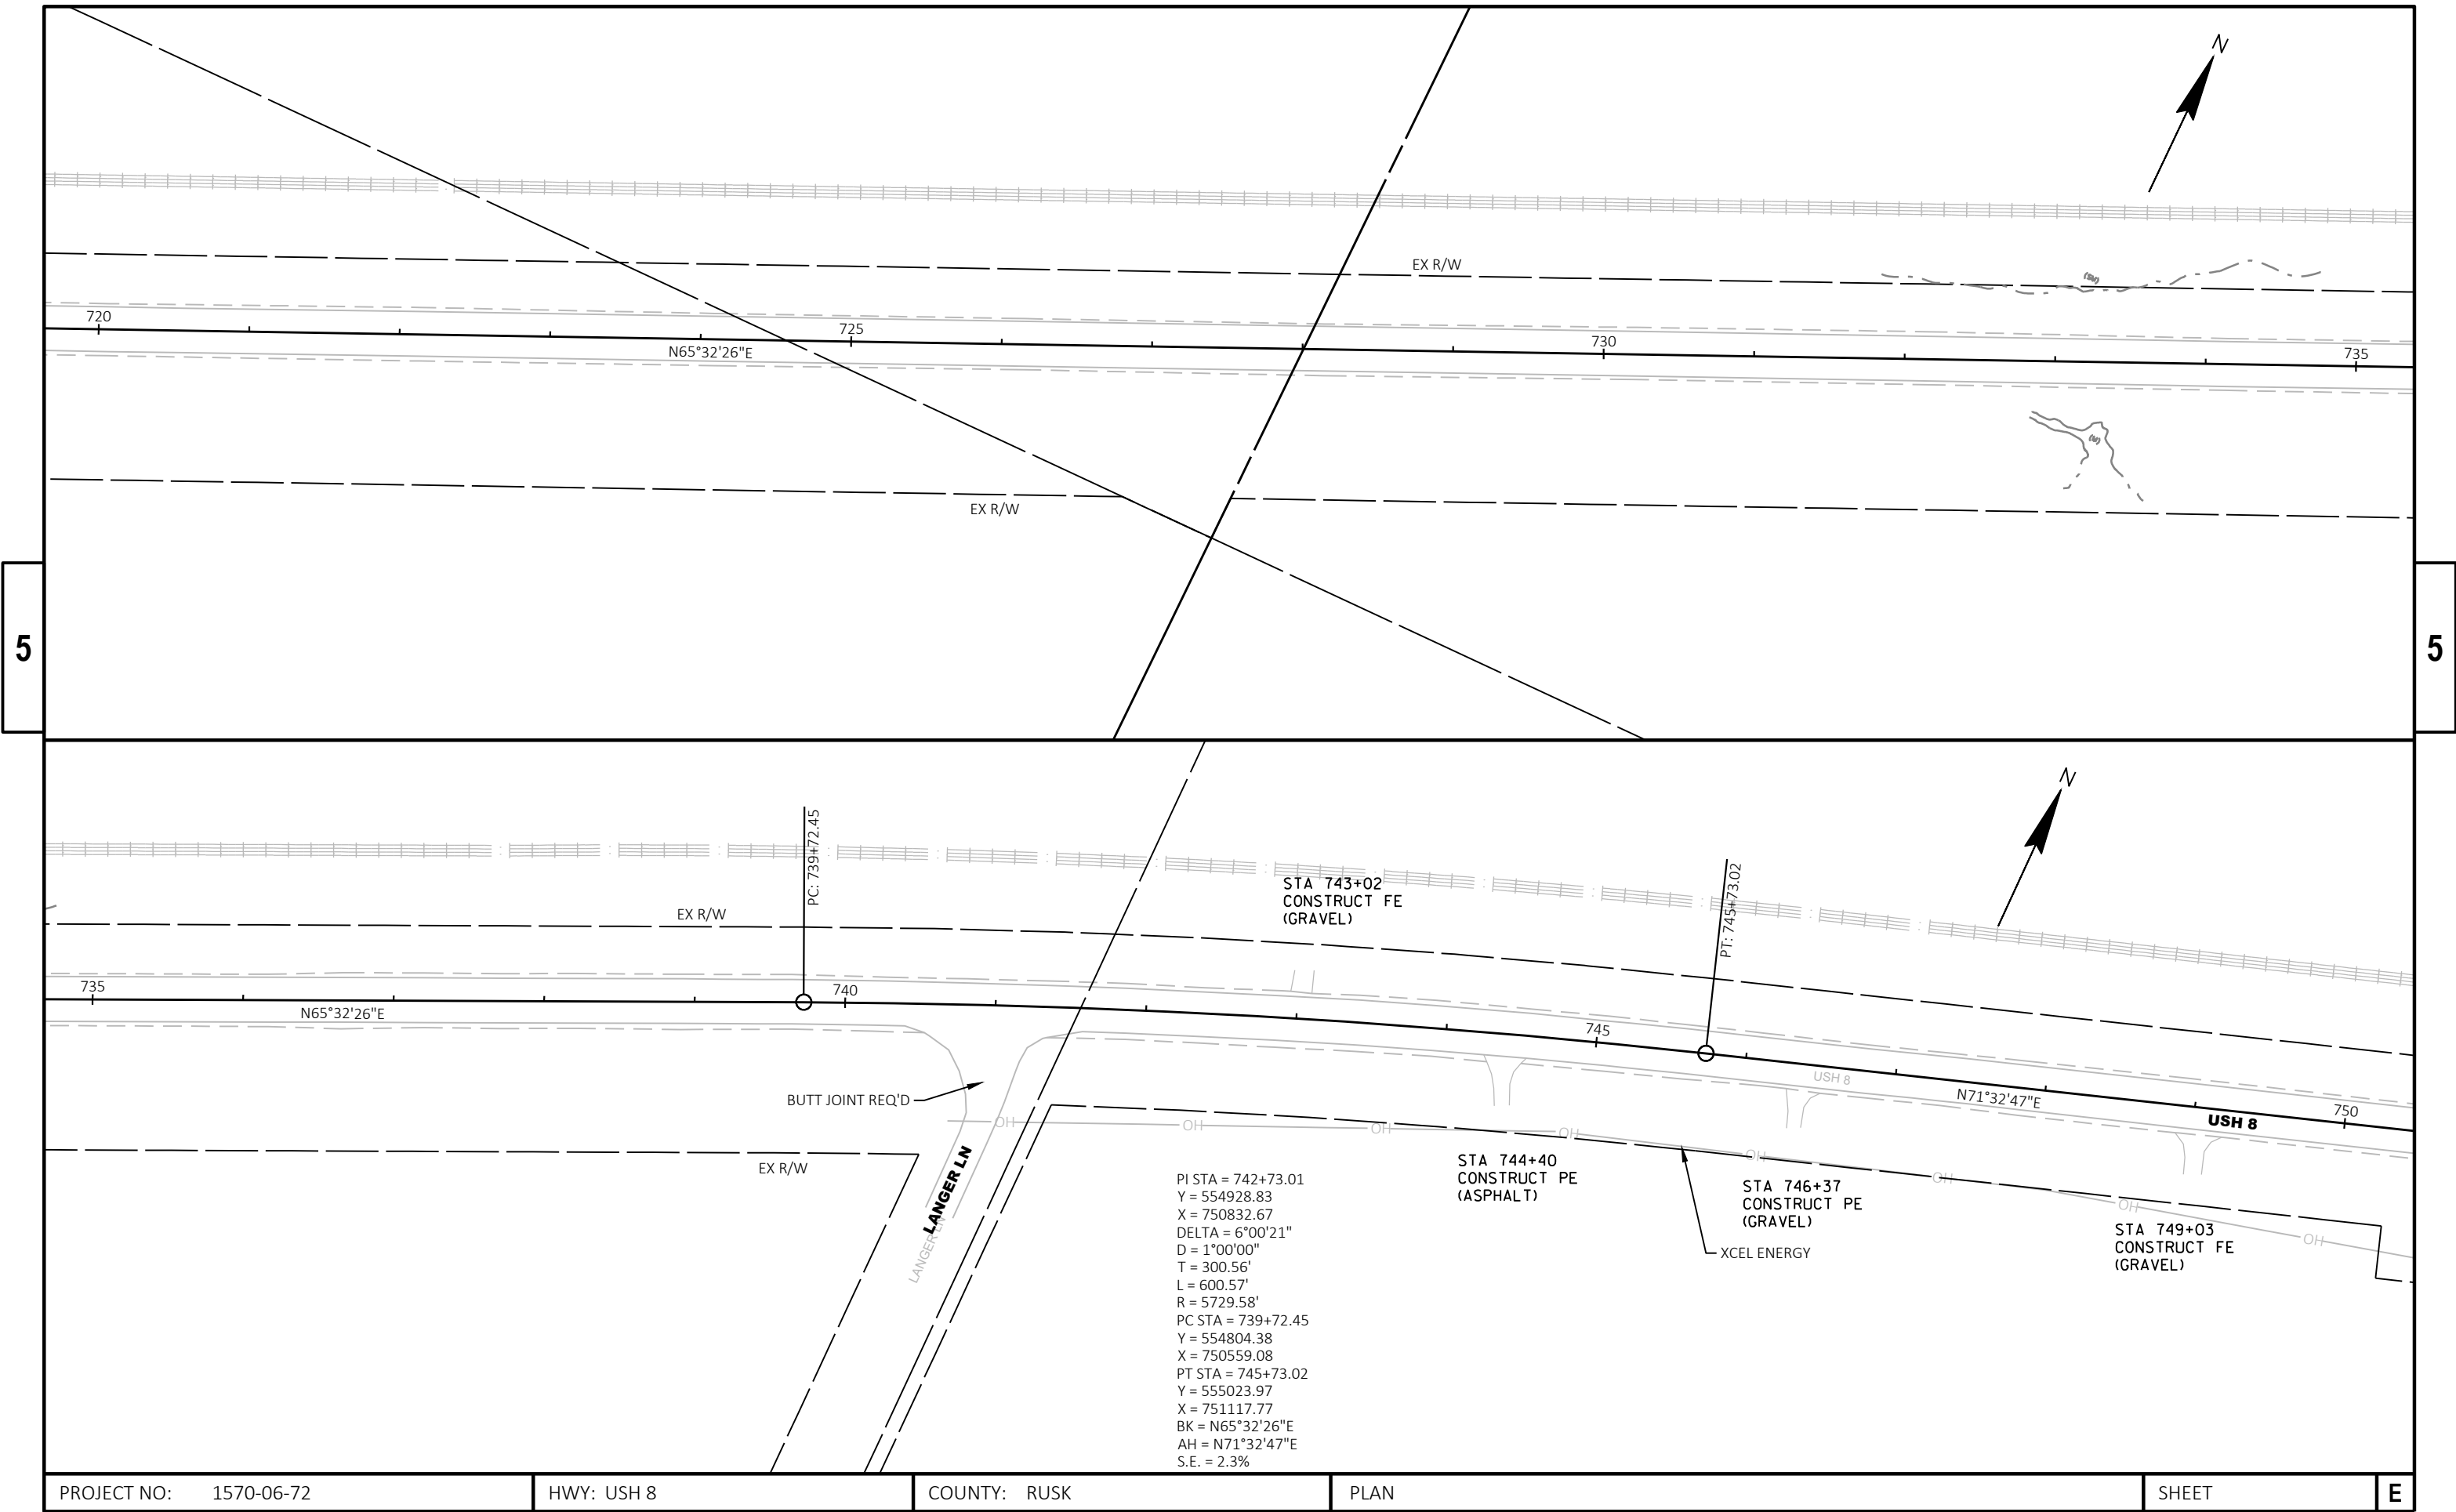 N
EX R/W
720
725
730
735
N65°32'26"E
(W)
EX R/W
5
5
N
PC: 739+72.45
STA 743+02
CONSTRUCT FE
(GRAVEL)
PT: 745+73.02
EX R/W
735
740
745
750
N65°32'26"E
USH 8
N71°32'47"E
USH 8
BUTT JOINT REQ'D
OH
OH
OH
OH
OH
OH
OH
OH
EX R/W
LANGER LN
LANGER LN
STA 744+40
CONSTRUCT PE
(ASPHALT)
STA 746+37
CONSTRUCT PE
(GRAVEL)
XCEL ENERGY
STA 749+03
CONSTRUCT FE
(GRAVEL)
PI STA = 742+73.01
Y = 554928.83
X = 750832.67
DELTA = 6°00'21"
D = 1°00'00"
T = 300.56'
L = 600.57'
R = 5729.58'
PC STA = 739+72.45
Y = 554804.38
X = 750559.08
PT STA = 745+73.02
Y = 555023.97
X = 751117.77
BK = N65°32'26"E
AH = N71°32'47"E
S.E. = 2.3%
PROJECT NO: 1570-06-72
HWY: USH 8
COUNTY: RUSK
PLAN
SHEET
E